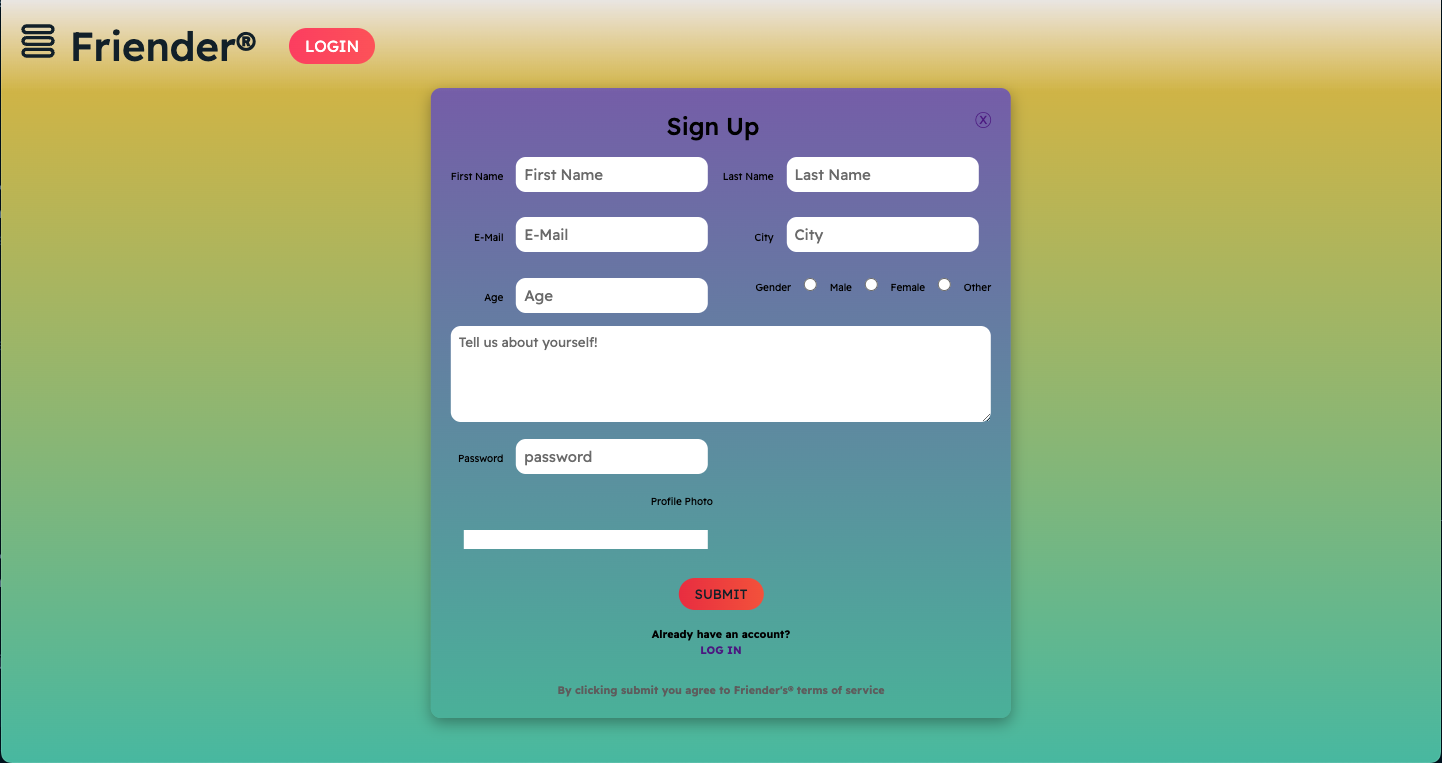 Friender® LOGIN
Sign Up ⓧ
First Name First Name Last Name Last Name
E-Mail E-Mail City City
Age Age Gender Male Female Other
Tell us about yourself!
Password password
Profile Photo
SUBMIT
Already have an account?
LOG IN
By clicking submit you agree to Friender's® terms of service